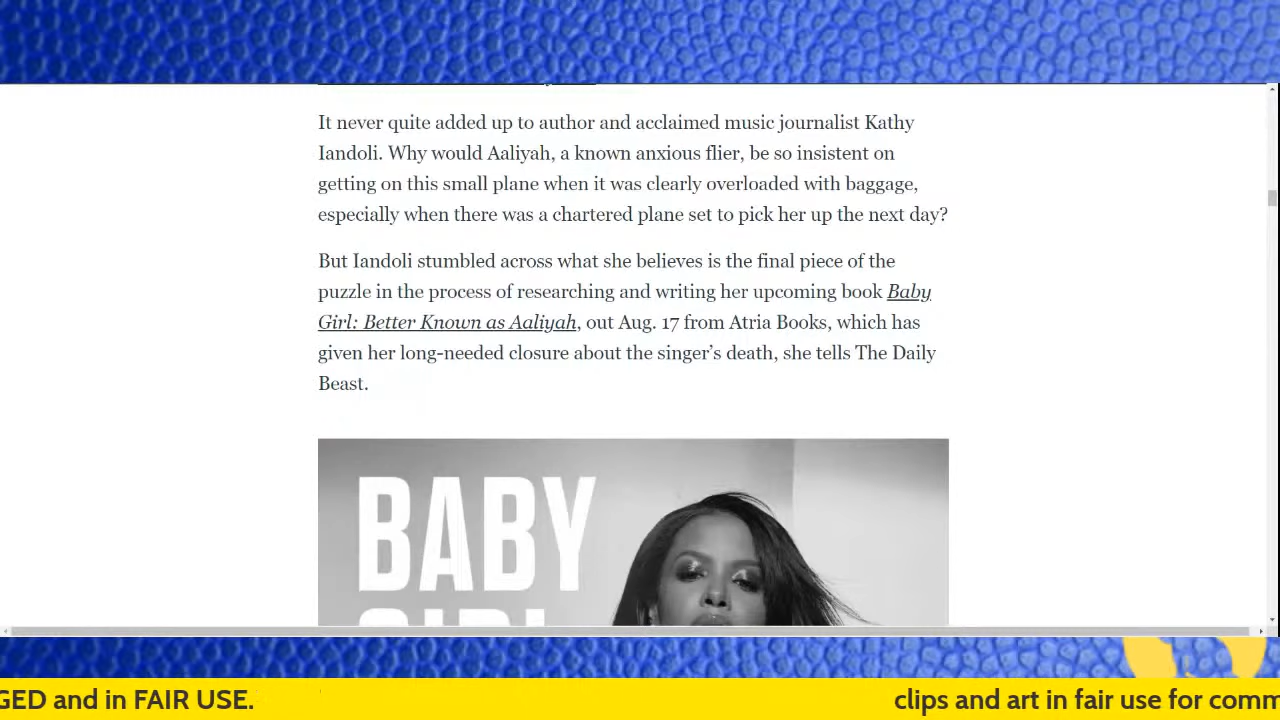 It never quite added up to author and acclaimed music journalist Kathy
Iandoli. Why would Aaliyah, a known anxious flier, be so insistent on
getting on this small plane when it was clearly overloaded with baggage,
especially when there was a chartered plane set to pick her up the next day?
But Iandoli stumbled across what she believes is the final piece of the
puzzle in the process of researching and writing her upcoming book Baby
Girl: Better Known as Aaliyah, out Aug. 17 from Atria Books, which has
given her long-needed closure about the singer’s death, she tells The Daily
Beast.
BABY
GED and in FAIR USE.
clips and art in fair use for comm